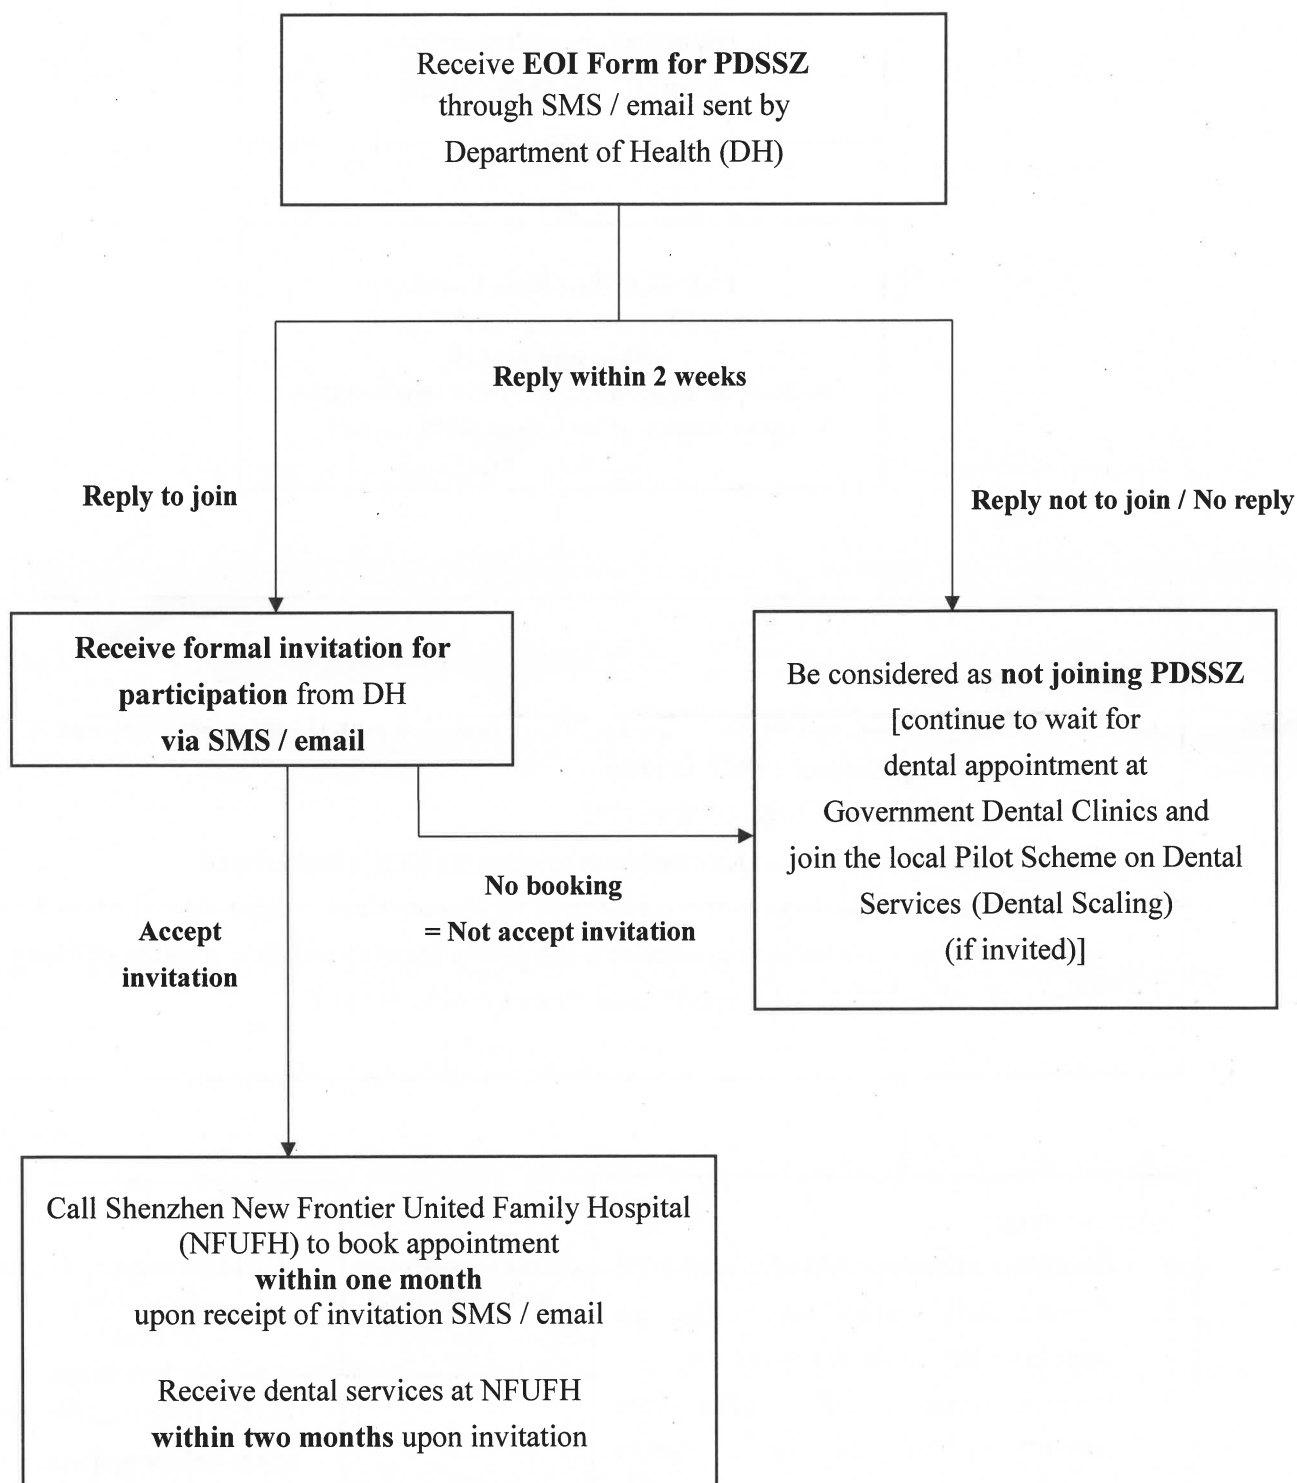 Receive EOI Form for PDSSZ
through SMS / email sent by
Department of Health (DH)
Reply within 2 weeks
Reply to join
Reply not to join / No reply
Receive formal invitation for
participation from DH
via SMS / email
Be considered as not joining PDSSZ
[continue to wait for
dental appointment at
Government Dental Clinics and
join the local Pilot Scheme on Dental
Services (Dental Scaling)
(if invited)]
No booking
= Not accept invitation
Accept
invitation
Call Shenzhen New Frontier United Family Hospital
(NFUFH) to book appointment
within one month
upon receipt of invitation SMS / email
Receive dental services at NFUFH
within two months upon invitation